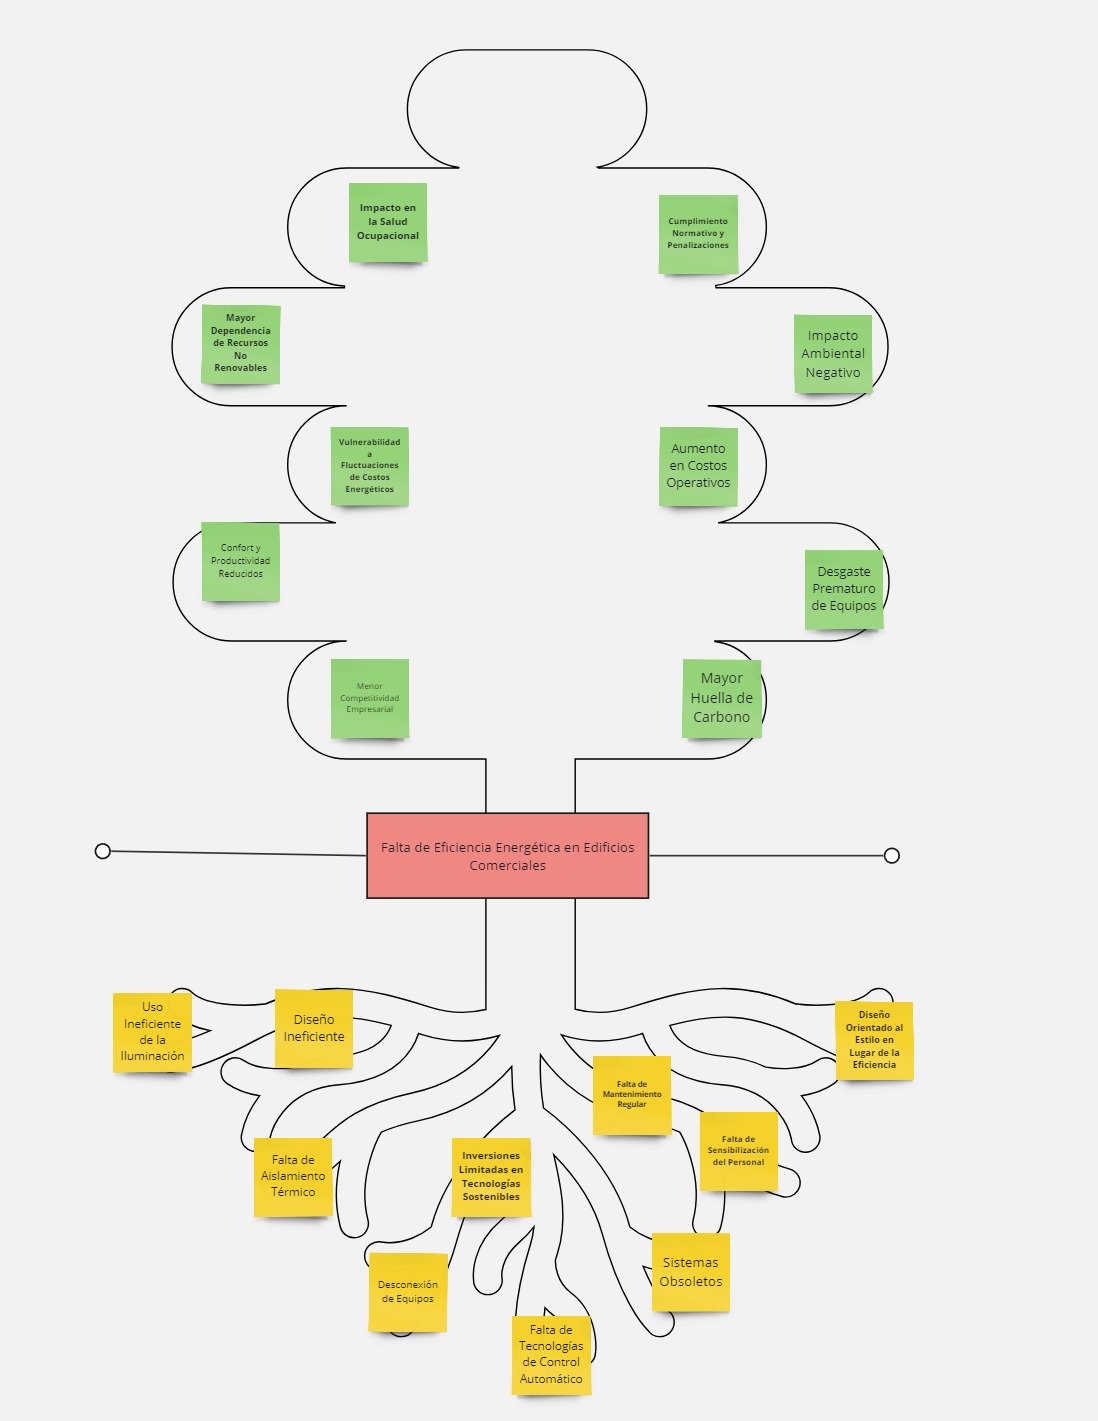 Impacto en
la Salud
Ocupacional
Cumplimiento
Normativo y
Penalizaciones
Mayor
Dependencia
de Recursos
No
Renovables
Impacto
Ambiental
Negativo
Vulnerabilidad
a
Fluctuaciones
de Costos
Energéticos
Aumento
en Costos
Operativos
Confort y
Productividad
Reducidos
Desgaste
Prematuro
de Equipos
Menor
Competitividad
Empresarial
Mayor
Huella de
Carbono
Falta de Eficiencia Energética en Edificios
Comerciales
Uso
Ineficiente
de la
Iluminación
Diseño
Ineficiente
Diseño
Orientado al
Estilo en
Lugar de la
Eficiencia
Falta de
Mantenimiento
Regular
Falta de
Sensibilización
del Personal
Falta de
Aislamiento
Térmico
Inversiones
Limitadas en
Tecnologías
Sostenibles
Sistemas
Obsoletos
Desconexión
de Equipos
Falta de
Tecnologías
de Control
Automático